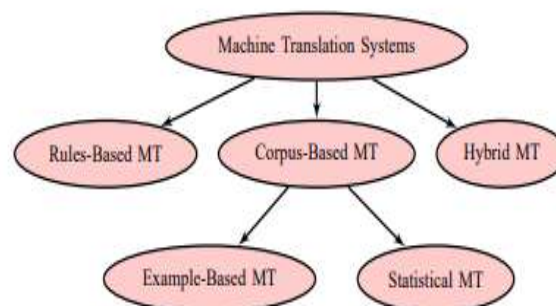 Machine Translation Systems
Rules-Based MT
Corpus-Based MT
Hybrid MT
Example-Based MT
Statistical MT